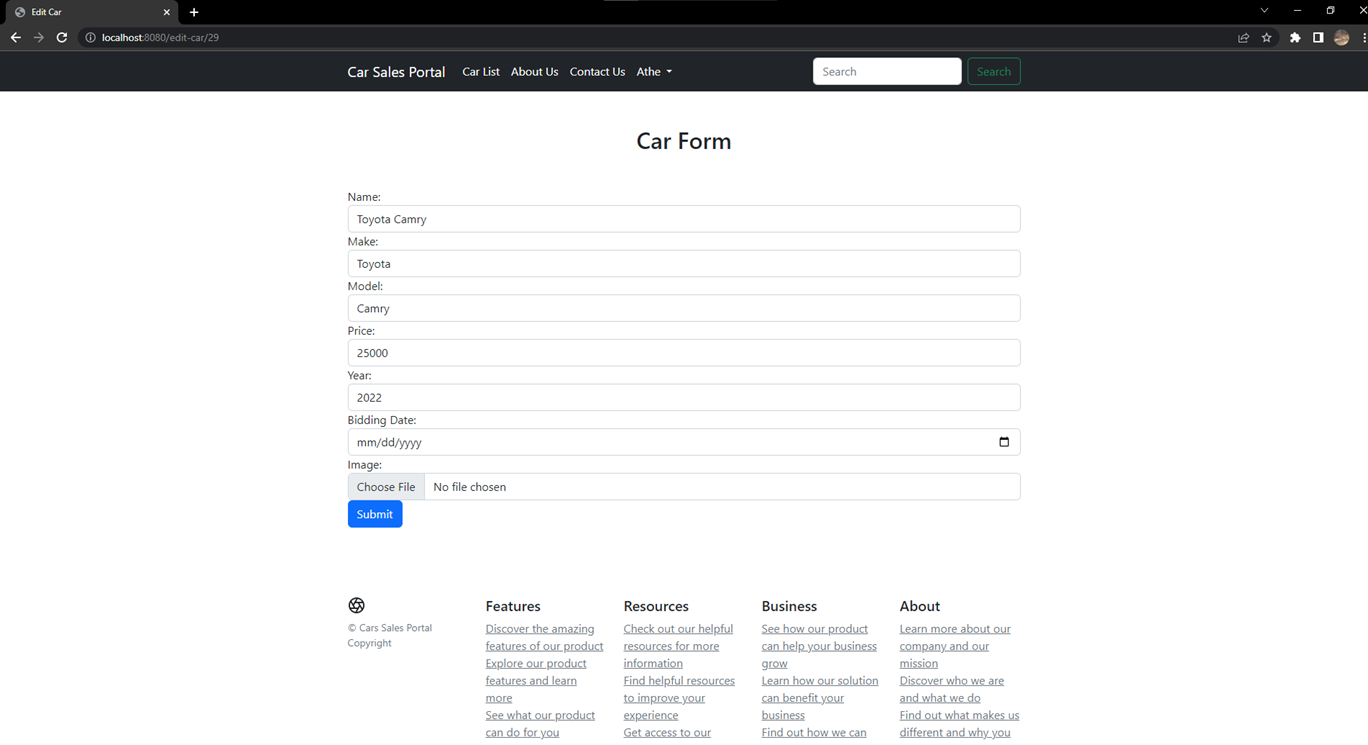 Edit Car
localhost:8080/edit-car/29
Car Sales Portal Car List About Us Contact Us Athe Search Search
Car Form
Name:
Toyota Camry
Make:
Toyota
Model:
Camry
Price:
25000
Year:
2022
Bidding Date:
mm/dd/yyyy
Image:
Choose File No file chosen
Submit
© Cars Sales Portal
Copyright
Features
Discover the amazing
features of our product
Explore our product
features and learn
more
See what our product
can do for you
Resources
Check out our helpful
resources for more
information
Find helpful resources
to improve your
experience
Get access to our
Business
See how our product
can help your business
grow
Learn how our solution
can benefit your
business
Find out how we can
About
Learn more about our
company and our
mission
Discover who we are
and what we do
Find out what makes us
different and why you